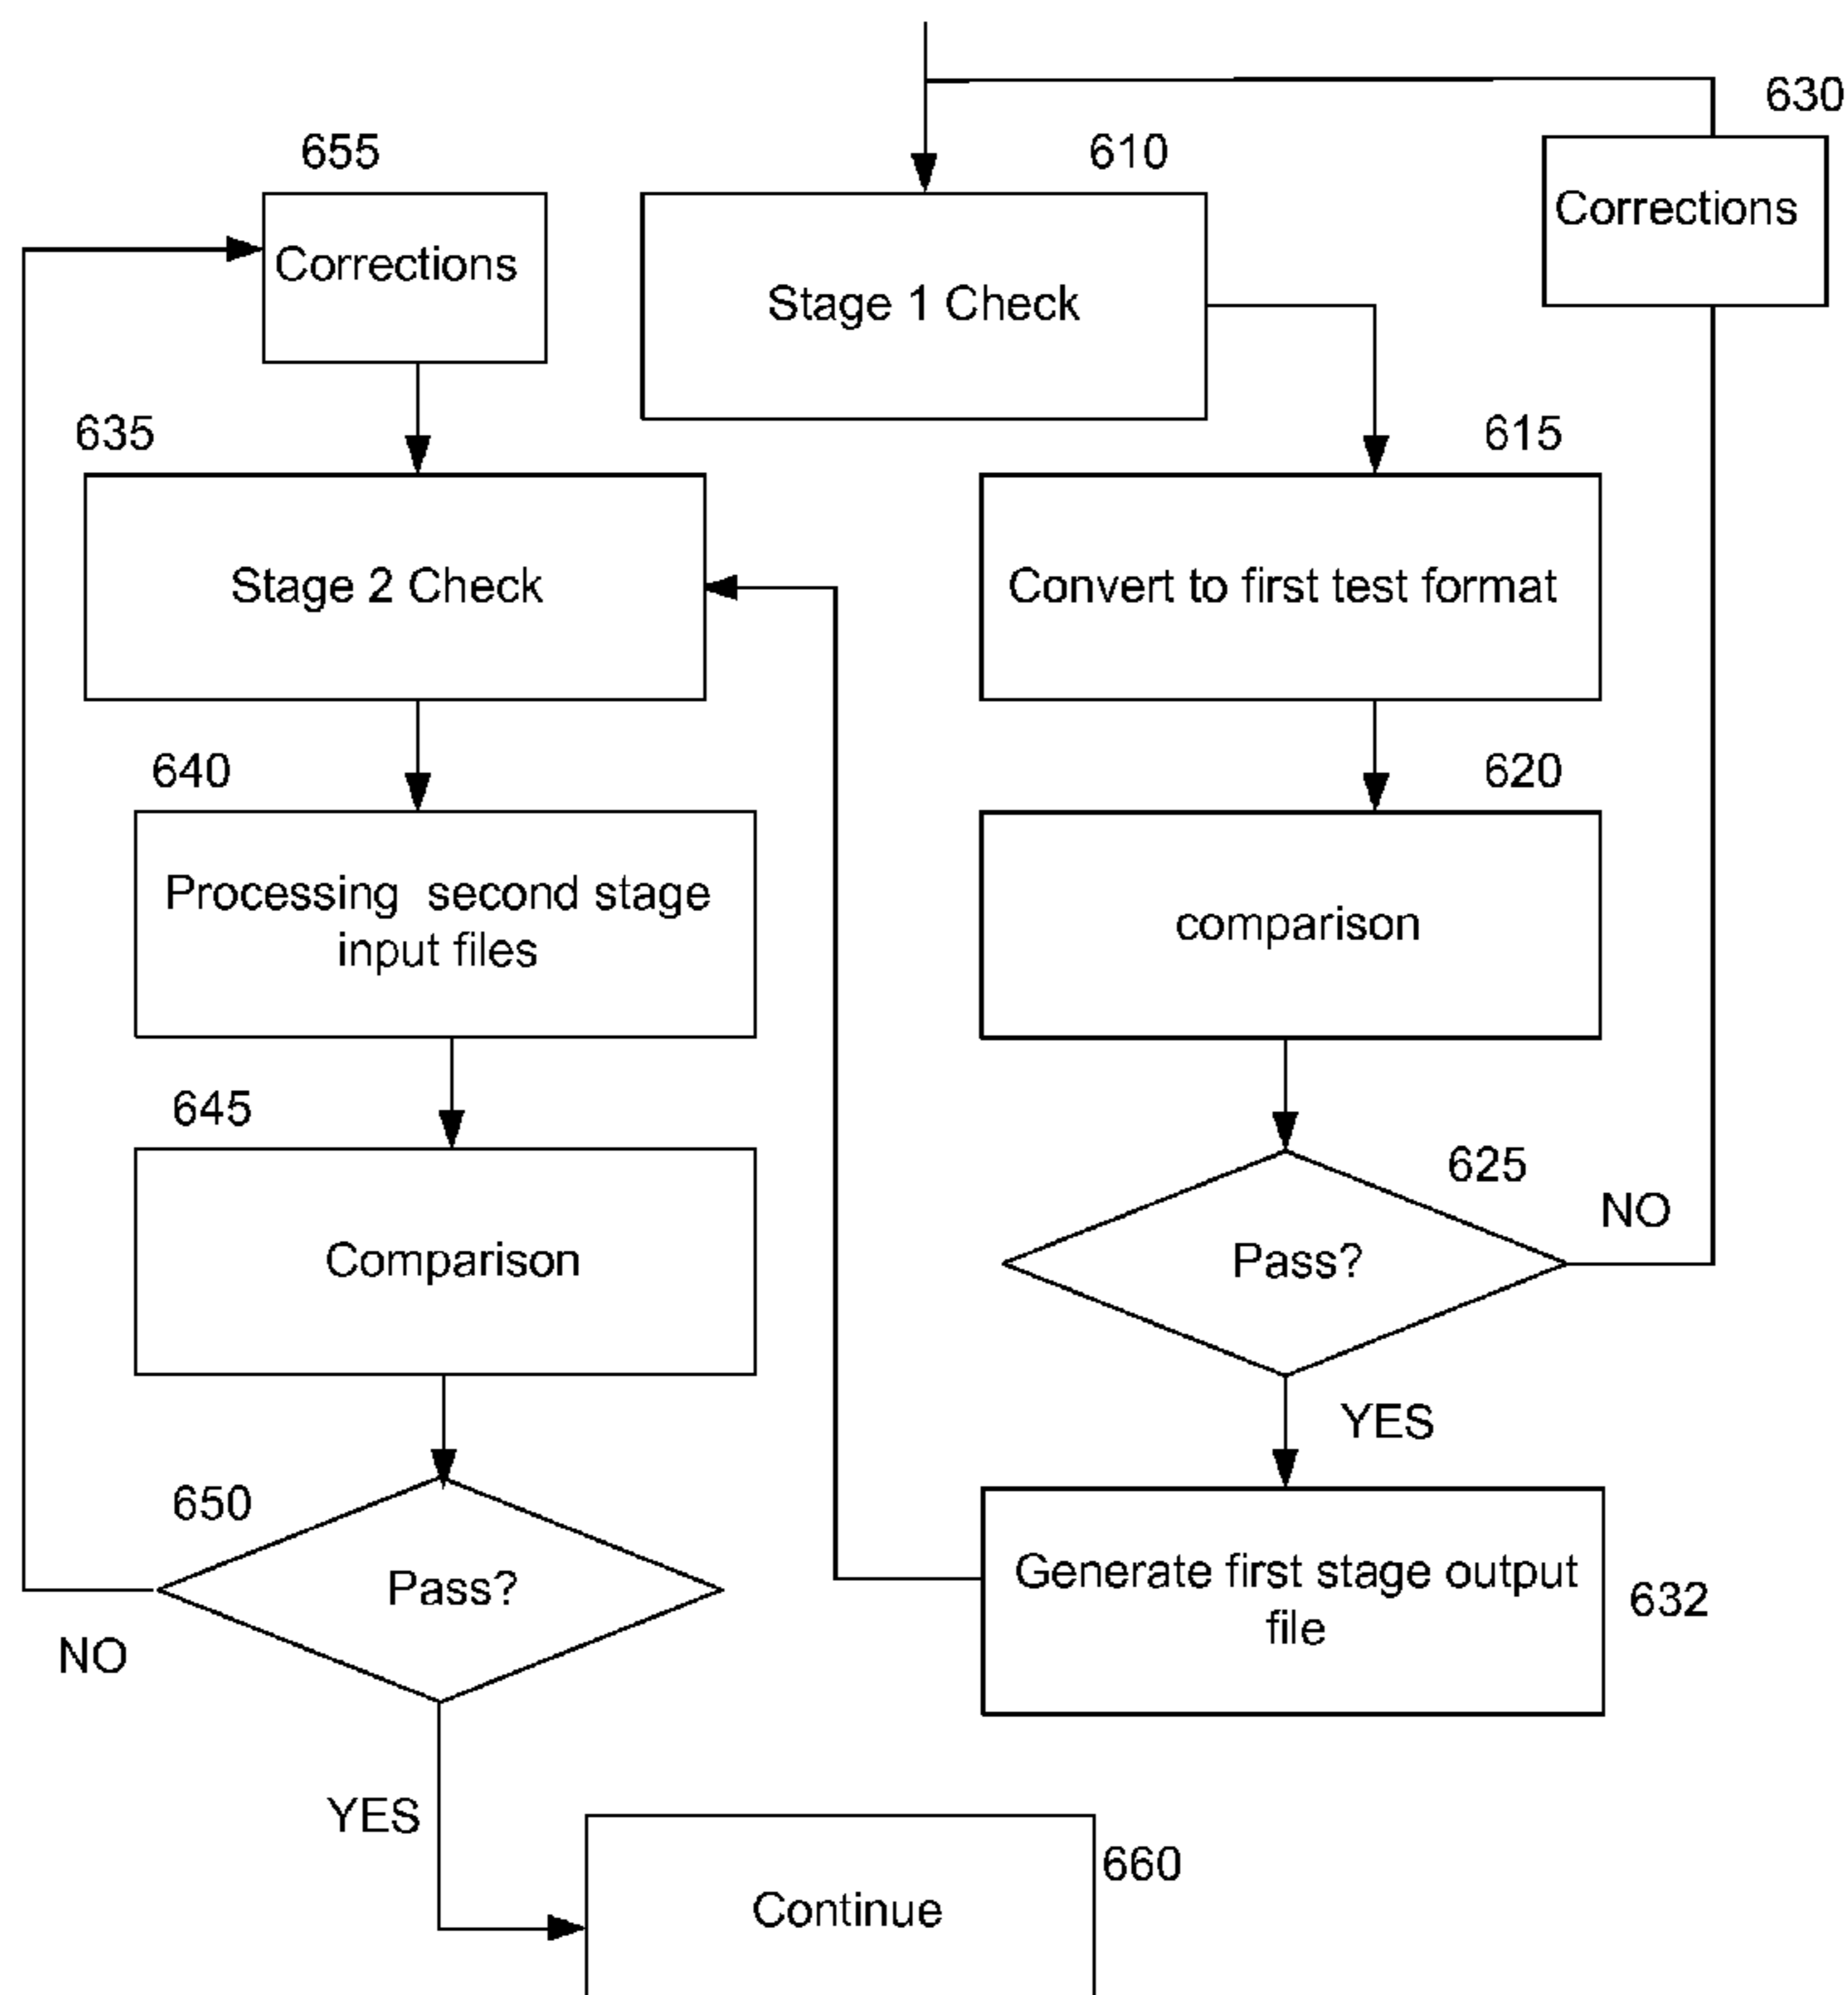 630
655
610
Corrections
Corrections
Stage 1 Check
635
615
Stage 2 Check
Convert to first test format
640
620
Processing second stage
input files
comparison
645
625
NO
Comparison
Pass?
YES
650
Pass?
Generate first stage output
file
632
NO
YES
660
Continue